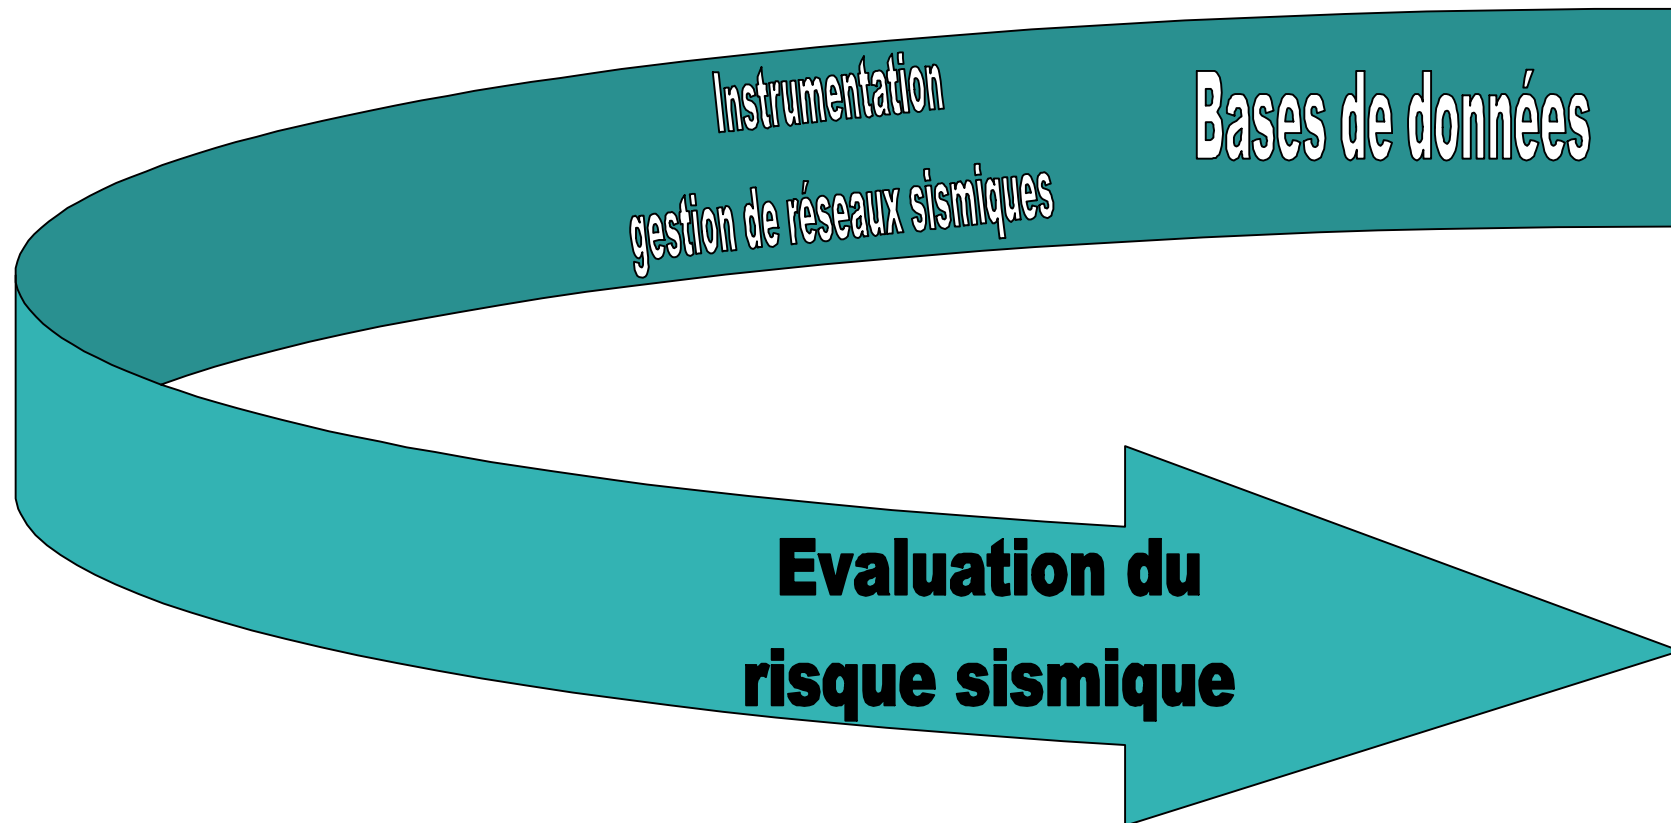 Instrumentation
gestion de réseaux sismiques
Bases de données
Evaluation du
risque sismique